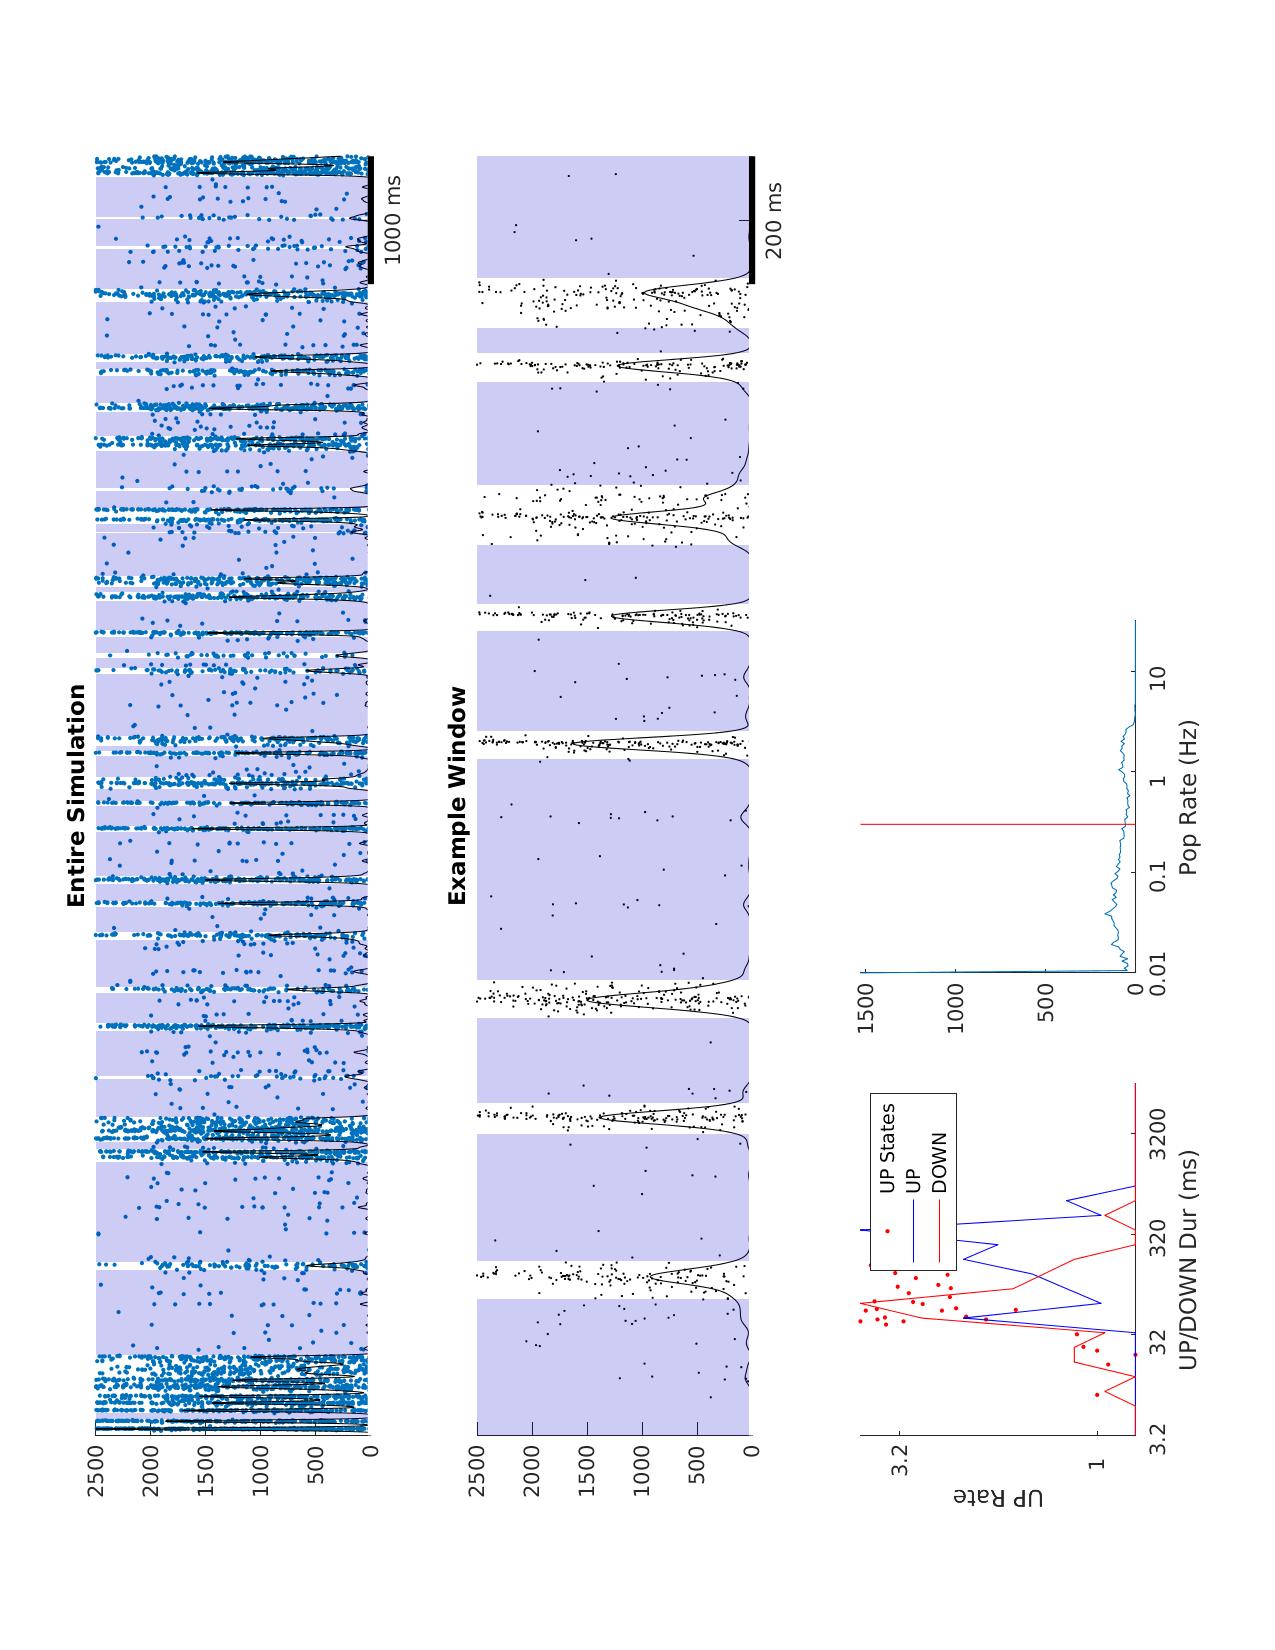 Entire Simulation
2500
2000
1500
1000
500
0
1000 ms
Example Window
2500
2000
1500
1000
500
0
200 ms
UP Rate
3.2
1
UP States
UP
DOWN
3.2 32 320 3200
UP/DOWN Dur (ms)
1500
1000
500
0
0.01 0.1 1 10
Pop Rate (Hz)